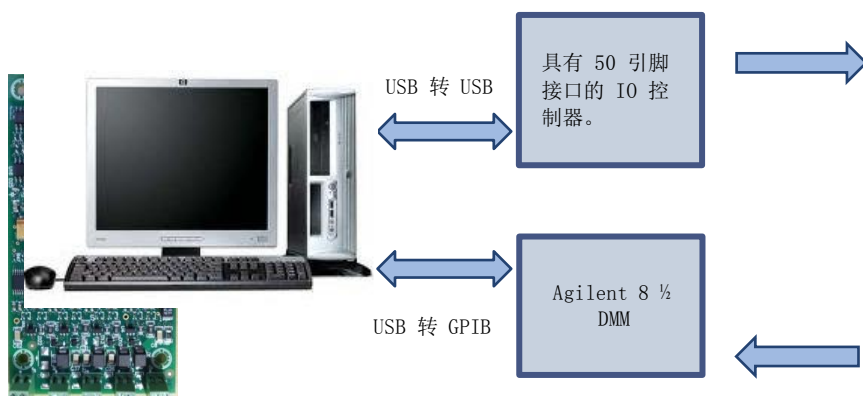 USB 转 USB
具有 50 引脚
接口的 IO 控
制器。
USB 转 GPIB
Agilent 8 ½
DMM